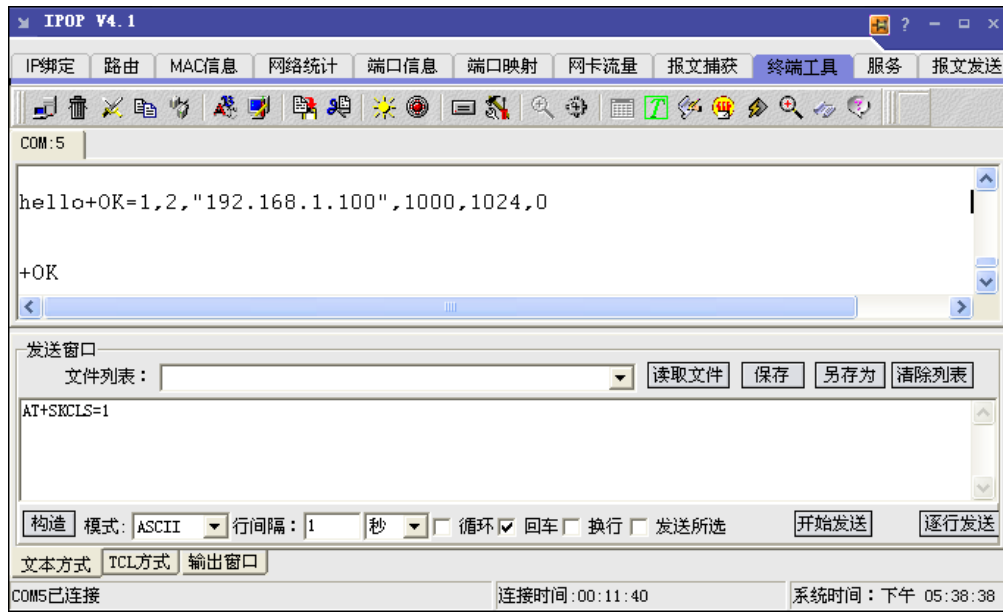 IPOP V4.1
IP绑定 路由 MAC信息 网络统计 端口信息 端口映射 网卡流量 报文捕获 终端工具 服务 报文发送
COM:5
hello+OK=1,2,"192.168.1.100",1000,1024,0
+OK
发送窗口
文件列表： 读取文件 保存 另存为 清除列表
AT+SKCLS=1
构造 模式: ASCII 行间隔：1 秒 循环 回车 换行 发送所选 开始发送 逐行发送
文本方式 TCL方式 输出窗口
COM5已连接 连接时间:00:11:40 系统时间：下午 05:38:38